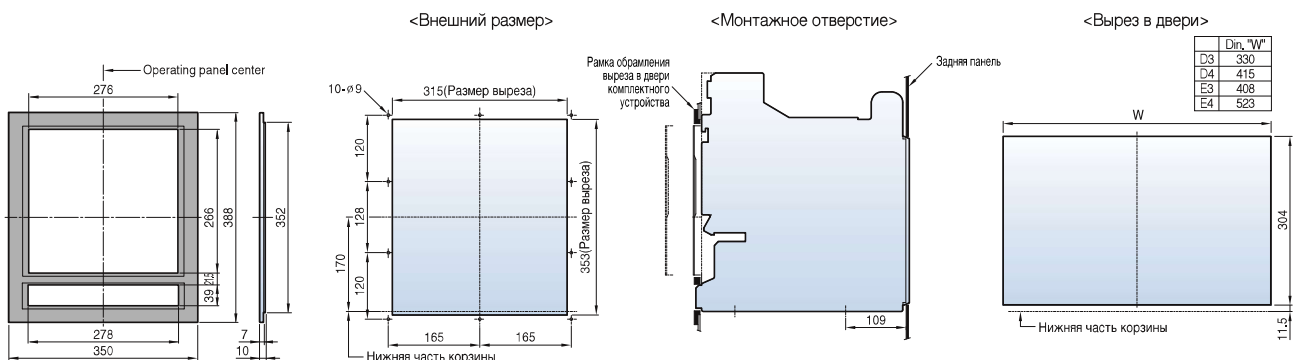 <Внешний размер>
<Монтажное отверстие>
<Вырез в двери>
Din. "W"
D3 330
D4 415
E3 408
E4 523
Operating panel center
276
266
388
352
21.5
39
278
350
7
10
10-ø9
315(Размер выреза)
120
128
170
120
353(Размер выреза)
165
165
Нижняя часть корзины
Рамка обрамления
выреза в двери
комплектного
устройства
Задняя панель
109
W
304
11.5
Нижняя часть корзины